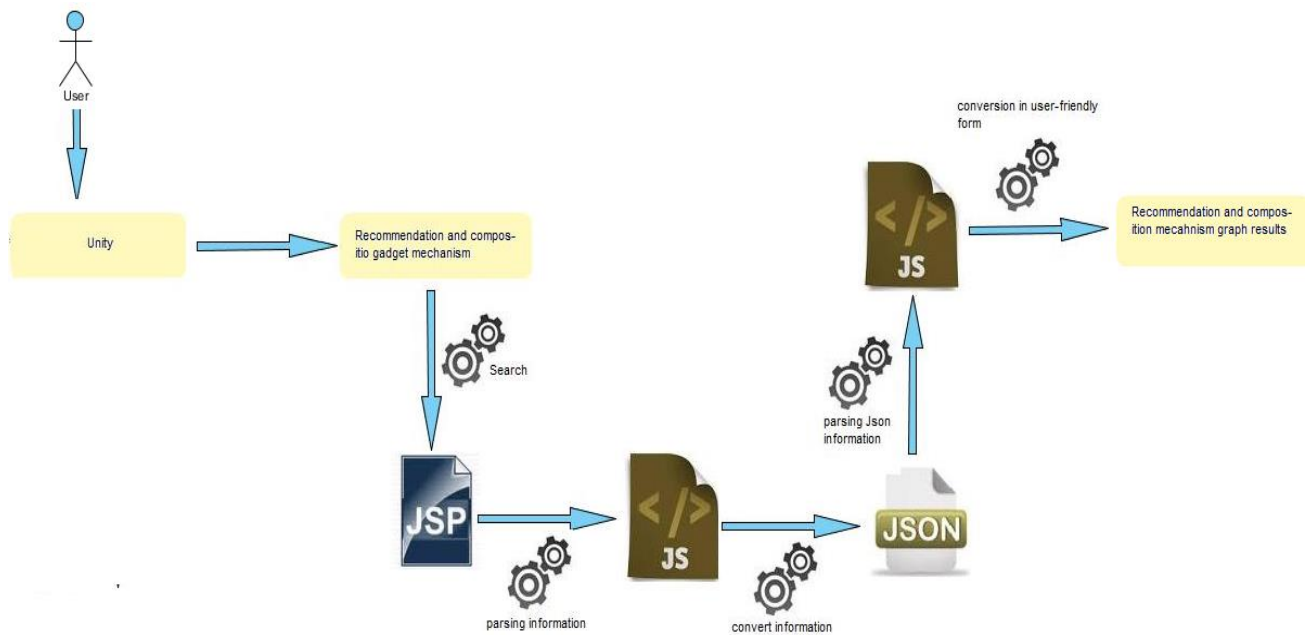 User
conversion in user-friendly
form
Unity
Recommendation and compos-
itio gadget mechanism
</>
JS
Recommendation and compos-
ition mecahnism graph results
Search
parsing Json
information
JSP
</>
JS
JSON
parsing information
convert information